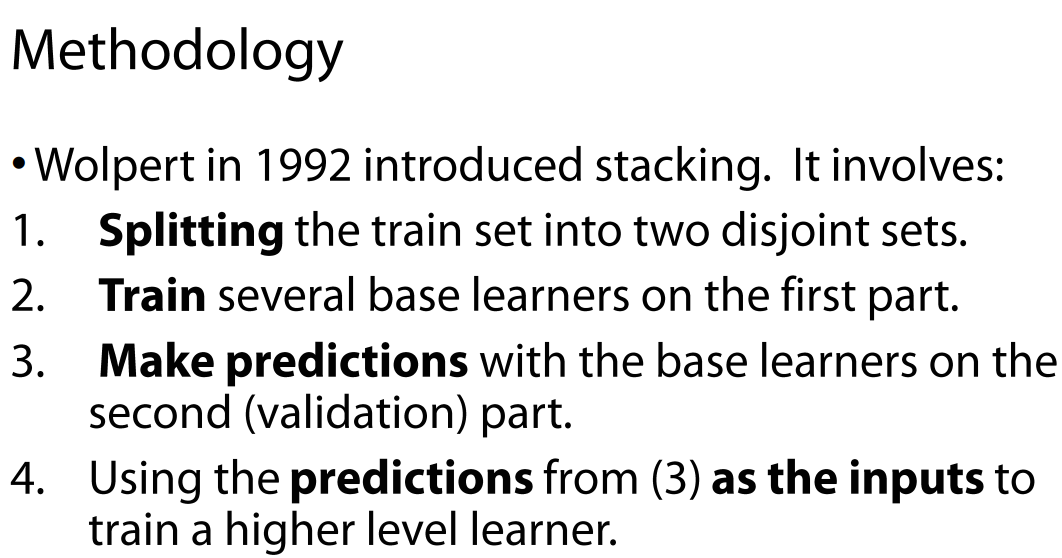 Methodology
• Wolpert in 1992 introduced stacking.  It involves:
1. Splitting the train set into two disjoint sets.
2. Train several base learners on the first part.
3. Make predictions with the base learners on the
second (validation) part.
4. Using the predictions from (3) as the inputs to
train a higher level learner.